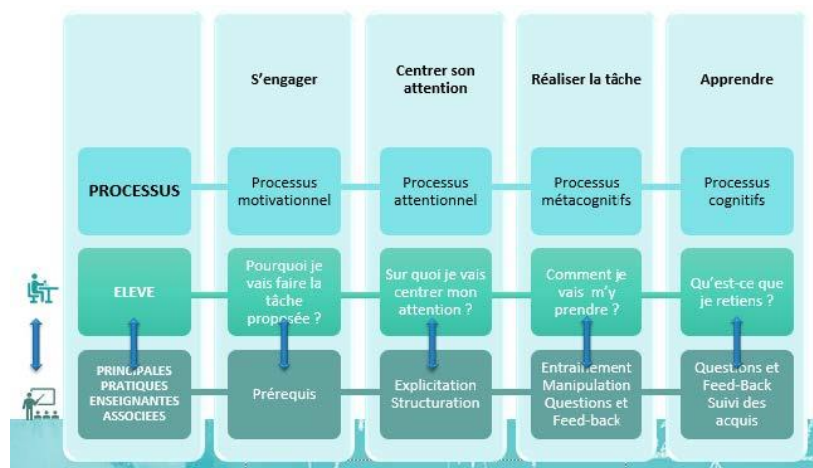 S'engager
Centrer son
attention
Réaliser la tâche
Apprendre
PROCESSUS
Processus
motivationnel
Processus
attentionnel
Processus
métacognitifs
Processus
cognitifs
ELEVE
Pourquoi je
vais faire la
tâche
proposée ?
Sur quoi je vais
centrer mon
attention ?
Comment je
vais m'y
prendre ?
Qu'est-ce que
je retiens ?
PRINCIPALES
PRATIQUES
ENSEIGNANTES
ASSOCIEES
Prérequis
Explicitation
Structuration
Entrainement
Manipulation
Questions et
Feed-back
Questions et
Feed-Back
Suivi des
acquis